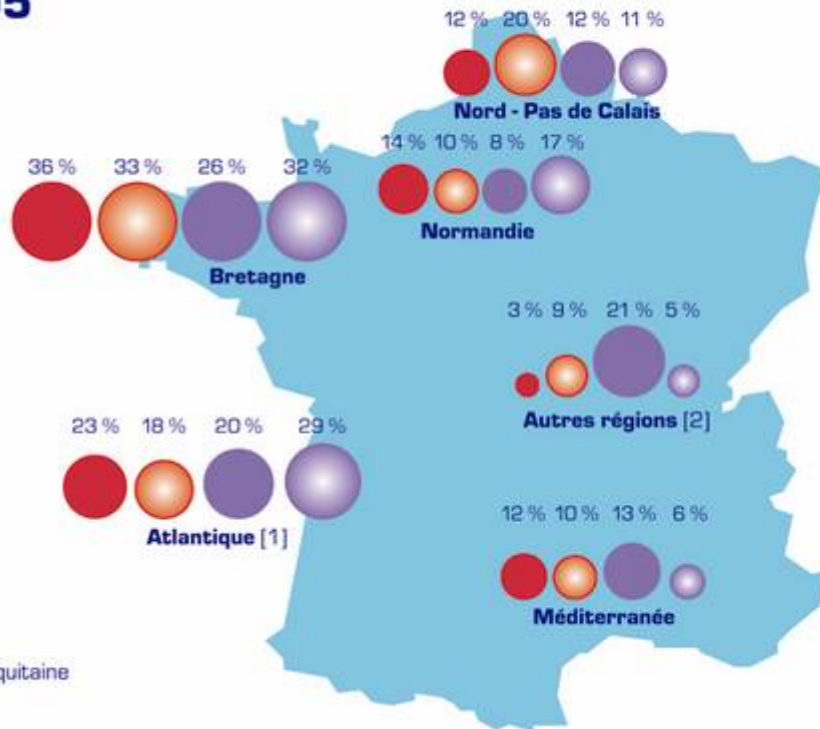 12 % 20 % 12 % 11 %
Nord - Pas de Calais
14 % 10 % 8 % 17 %
Normandie
36 % 33 % 26 % 32 %
Bretagne
3 % 9 % 21 % 5 %
Autres régions [2]
23 % 18 % 20 % 29 %
Atlantique [1]
12 % 10 % 13 % 6 %
Méditerranée